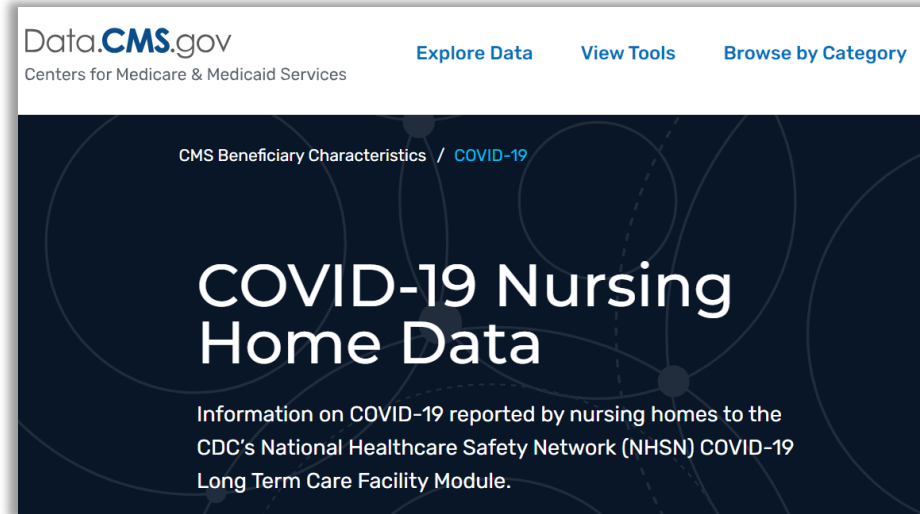 Data.CMS.gov
Centers for Medicare & Medicaid Services
Explore Data View Tools Browse by Category
CMS Beneficiary Characteristics / COVID-19
COVID-19 Nursing
Home Data
Information on COVID-19 reported by nursing homes to the
CDC’s National Healthcare Safety Network (NHSN) COVID-19
Long Term Care Facility Module.